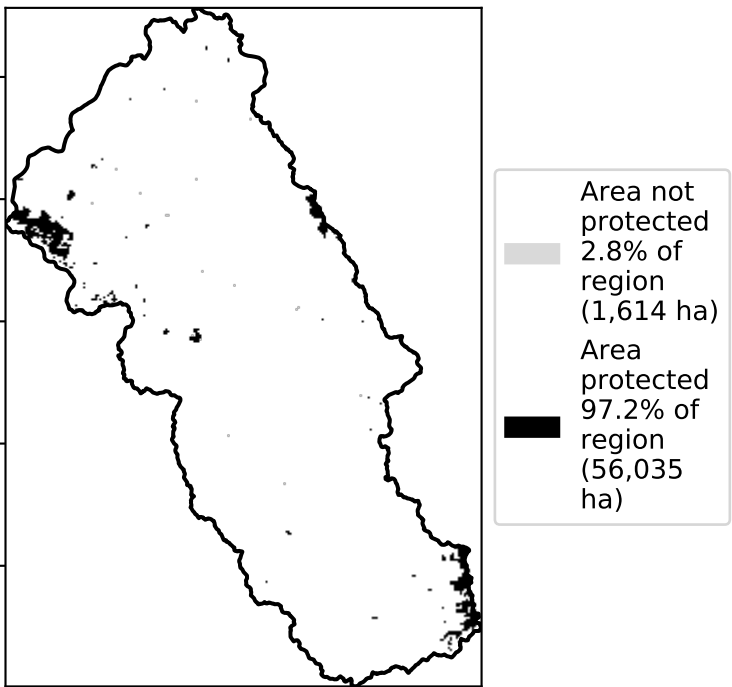 Area not
protected
2.8% of
region
(1,614 ha)
Area
protected
97.2% of
region
(56,035
ha)